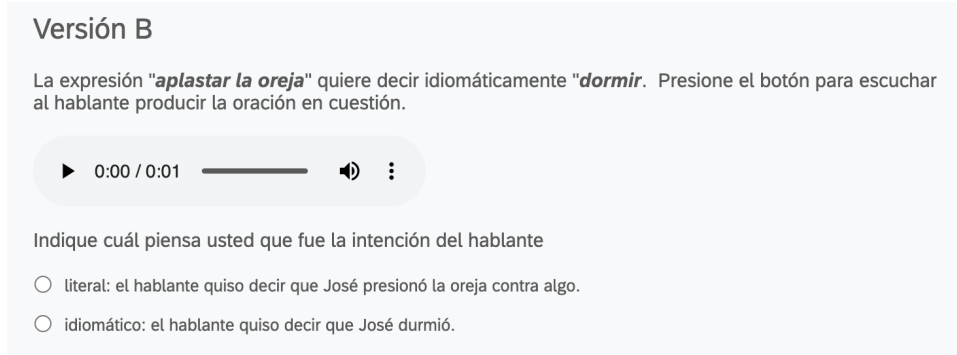 Versión B
La expresión "aplastar la oreja" quiere decir idiomáticamente "dormir.  Presione el botón para escuchar
al hablante producir la oración en cuestión.
0:00 / 0:01
Indique cuál piensa usted que fue la intención del hablante
literal: el hablante quiso decir que José presionó la oreja contra algo.
idiomático: el hablante quiso decir que José durmió.